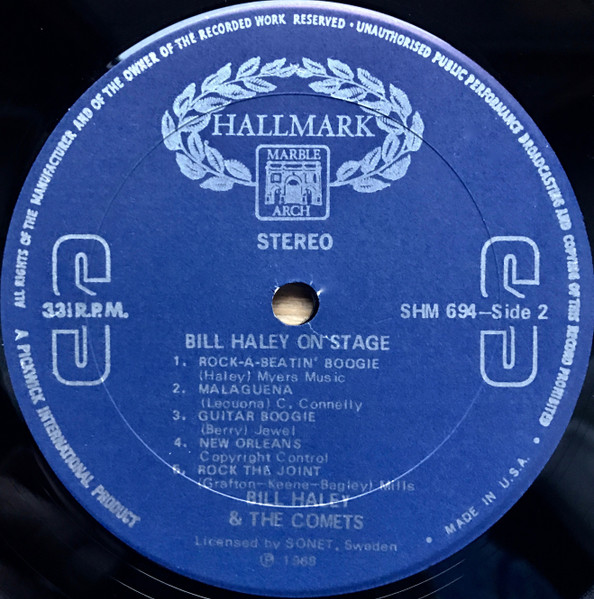 ALL RIGHTS OF THE MANUFACTURER AND OF THE OWNER OF THE RECORDED WORK RESERVED • UNAUTHORISED PUBLIC PERFORMANCE BROADCASTING AND COPYING OF THIS RECORD PROHIBITED
HALLMARK
MARBLE
ARCH
STEREO
33⅓ R.P.M.
SHM 694—Side 2
BILL HALEY ON STAGE
1. ROCK-A-BEATIN' BOOGIE
(Haley) Myers Music
2. MALAGUENA
(Lecuona) C. Connelly
3. GUITAR BOOGIE
(Berry) Jewel
4. NEW ORLEANS
Copyright Control
5. ROCK THE JOINT
(Grafton-Keene-Bagley) Mills
BILL HALEY
& THE COMETS
Licensed by SONET, Sweden
℗ 1968
A PICKWICK INTERNATIONAL PRODUCT
• MADE IN U.S.A. •